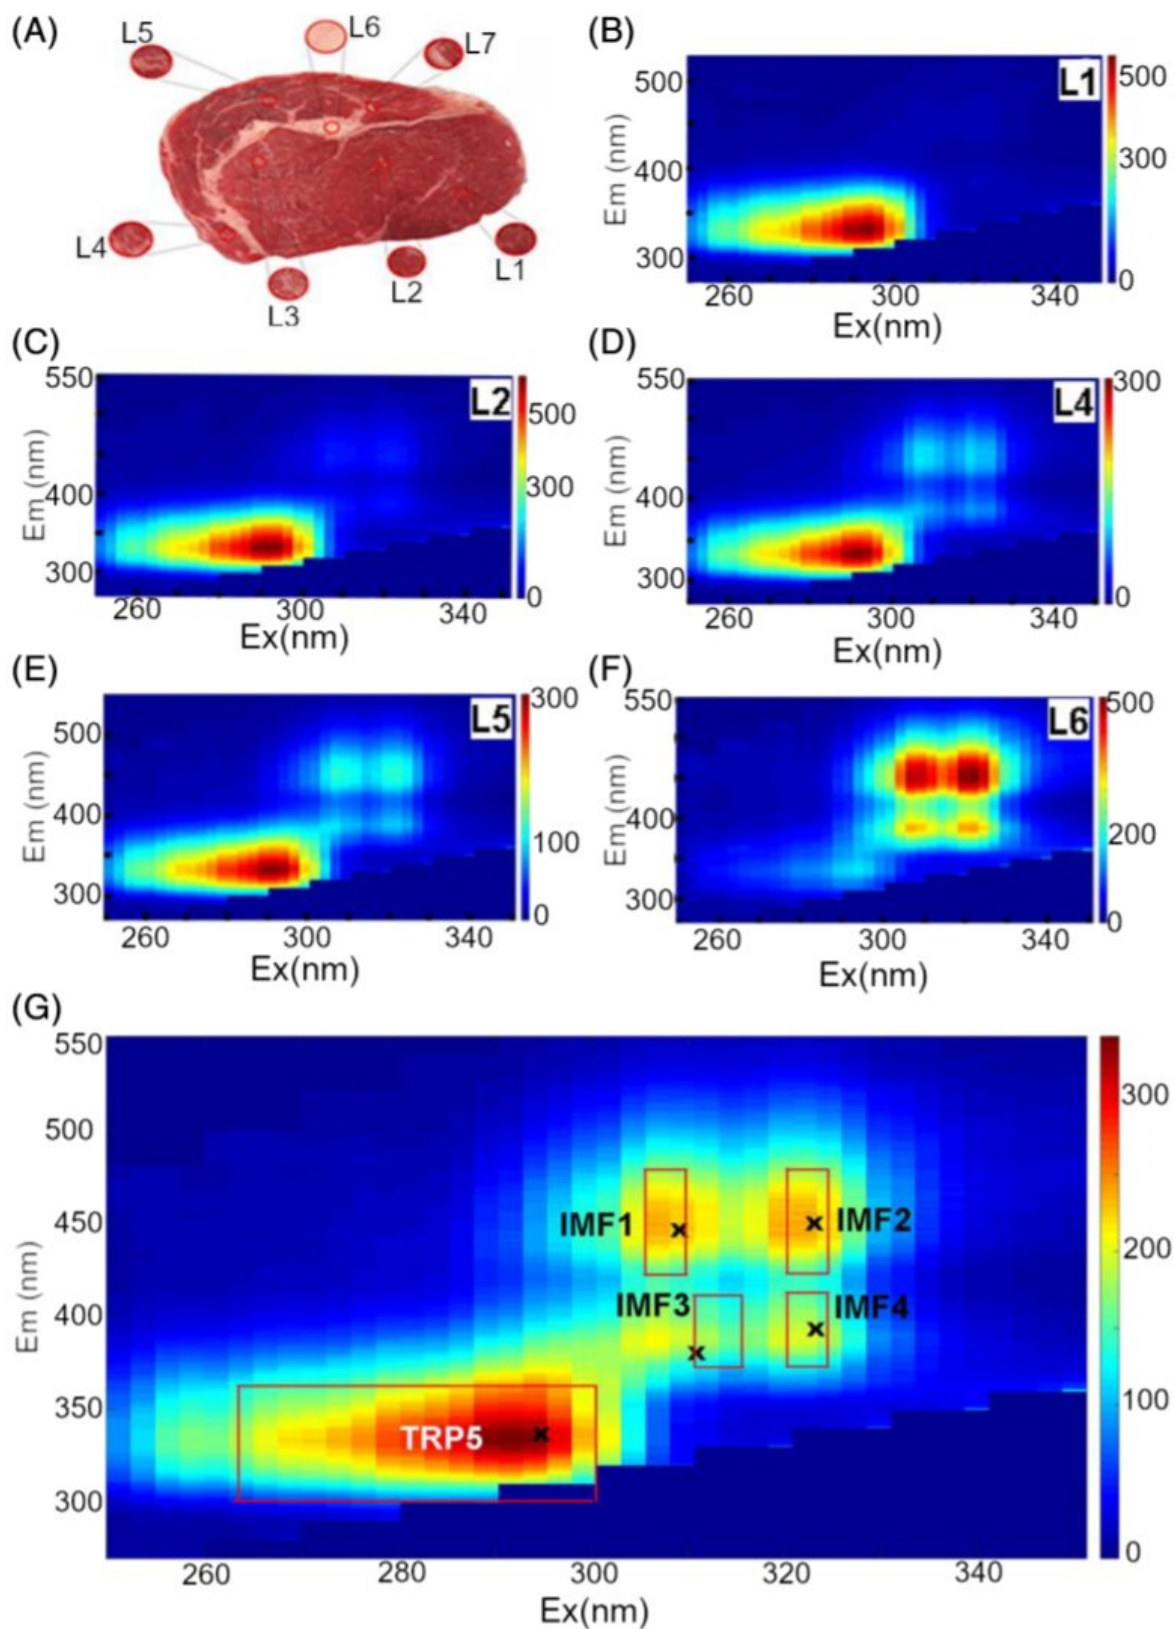 (A)
L5
L6
L7
L4
L3
L2
L1
(B)
L1
500
400
300
Em (nm)
260 300 340
Ex(nm)
500
300
0
(C)
L2
550
400
300
Em (nm)
260 300 340
Ex(nm)
500
300
0
(D)
L4
550
400
300
Em (nm)
260 300 340
Ex(nm)
300
0
(E)
L5
500
400
300
Em (nm)
260 300 340
Ex(nm)
300
100
0
(F)
L6
550
400
300
Em (nm)
260 300 340
Ex(nm)
500
200
0
(G)
550
500
450
400
350
300
Em (nm)
IMF1
IMF2
IMF3
IMF4
TRP5
260 280 300 320 340
Ex(nm)
300
200
100
0